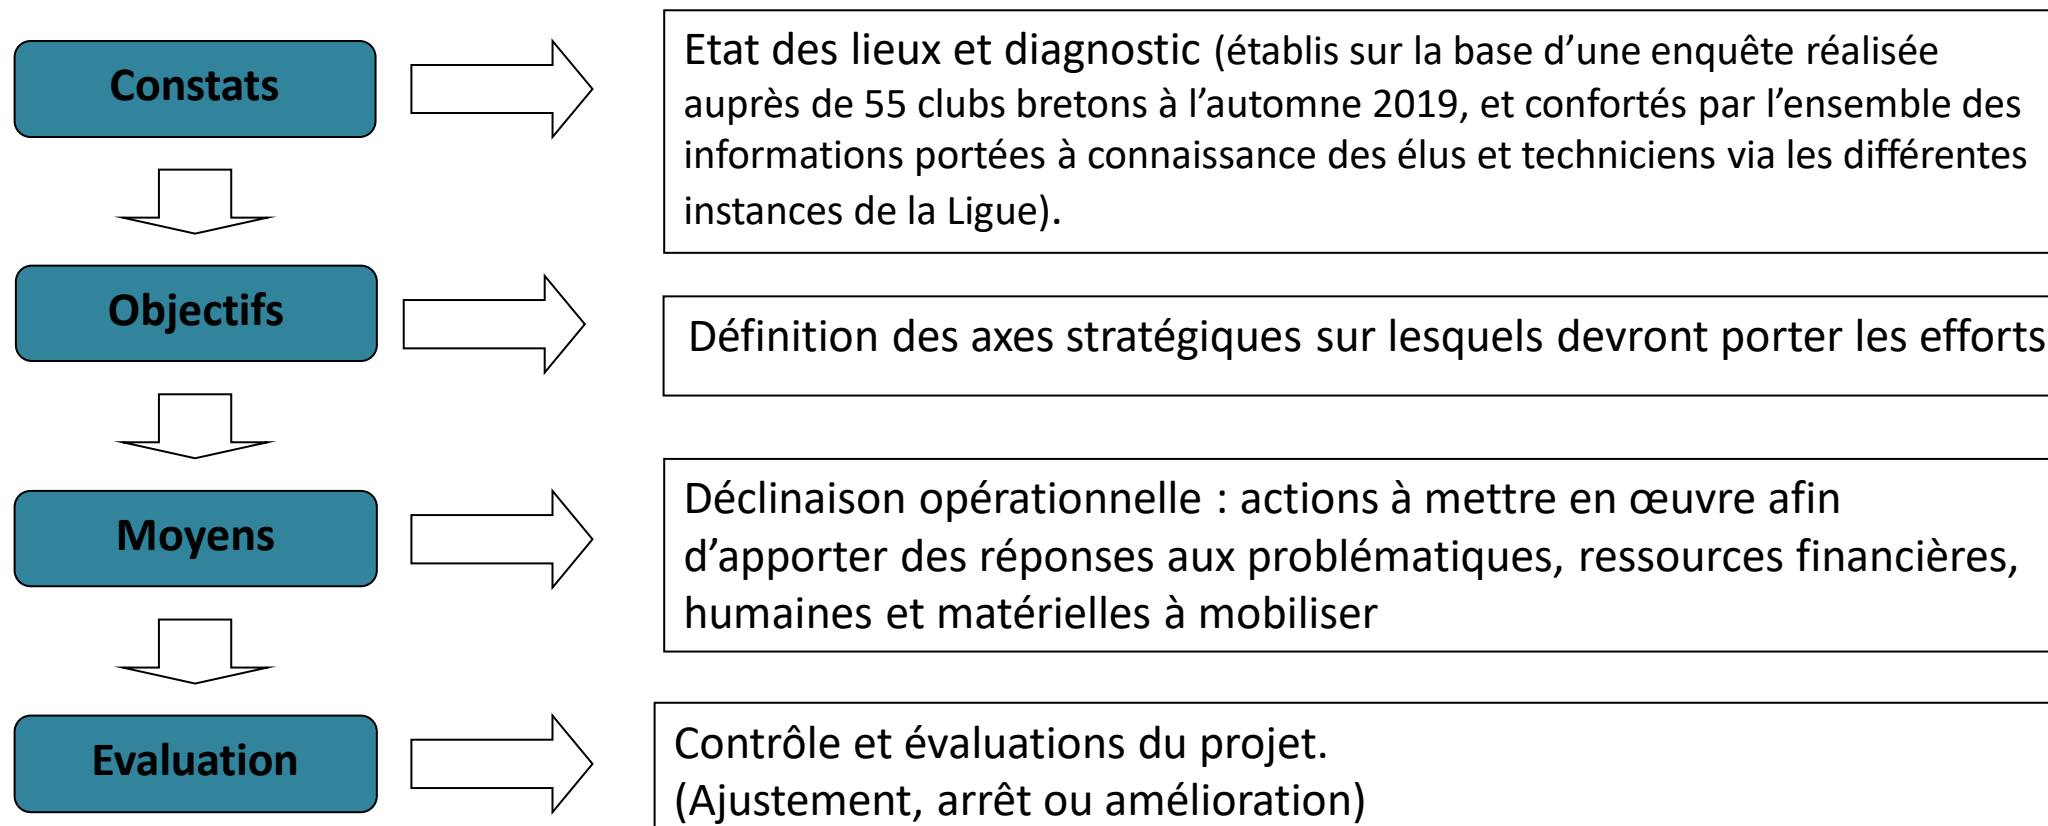 Constats
Etat des lieux et diagnostic (établis sur la base d’une enquête réalisée
auprès de 55 clubs bretons à l’automne 2019, et confortés par l’ensemble des
informations portées à connaissance des élus et techniciens via les différentes
instances de la Ligue).
Objectifs
Définition des axes stratégiques sur lesquels devront porter les efforts
Moyens
Déclinaison opérationnelle : actions à mettre en œuvre afin
d’apporter des réponses aux problématiques, ressources financières,
humaines et matérielles à mobiliser
Evaluation
Contrôle et évaluations du projet.
(Ajustement, arrêt ou amélioration)